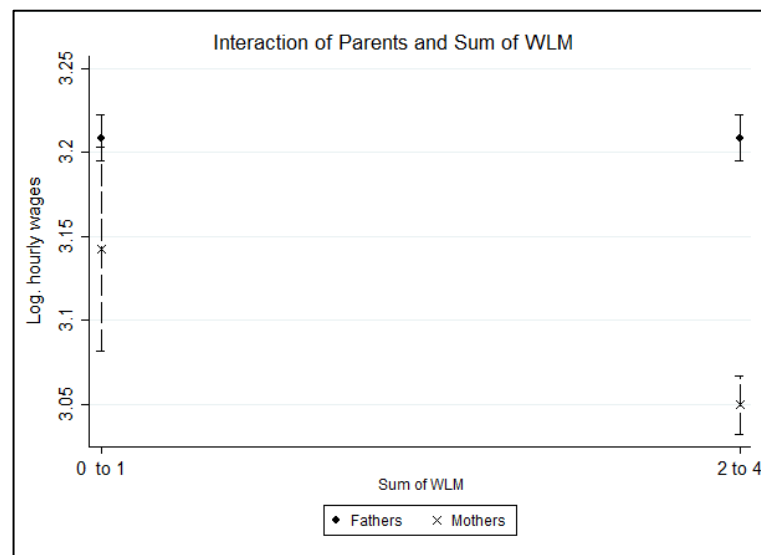 Interaction of Parents and Sum of WLM
3.25
3.2
3.15
3.1
3.05
Log. hourly wages
0 to 1
2 to 4
Sum of WLM
Fathers
Mothers